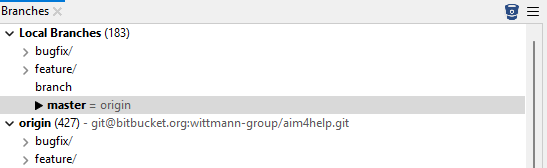 Branches
Local Branches (183)
bugfix/
feature/
branch
master = origin
origin (427) - git@bitbucket.org:wittmann-group/aim4help.git
bugfix/
feature/